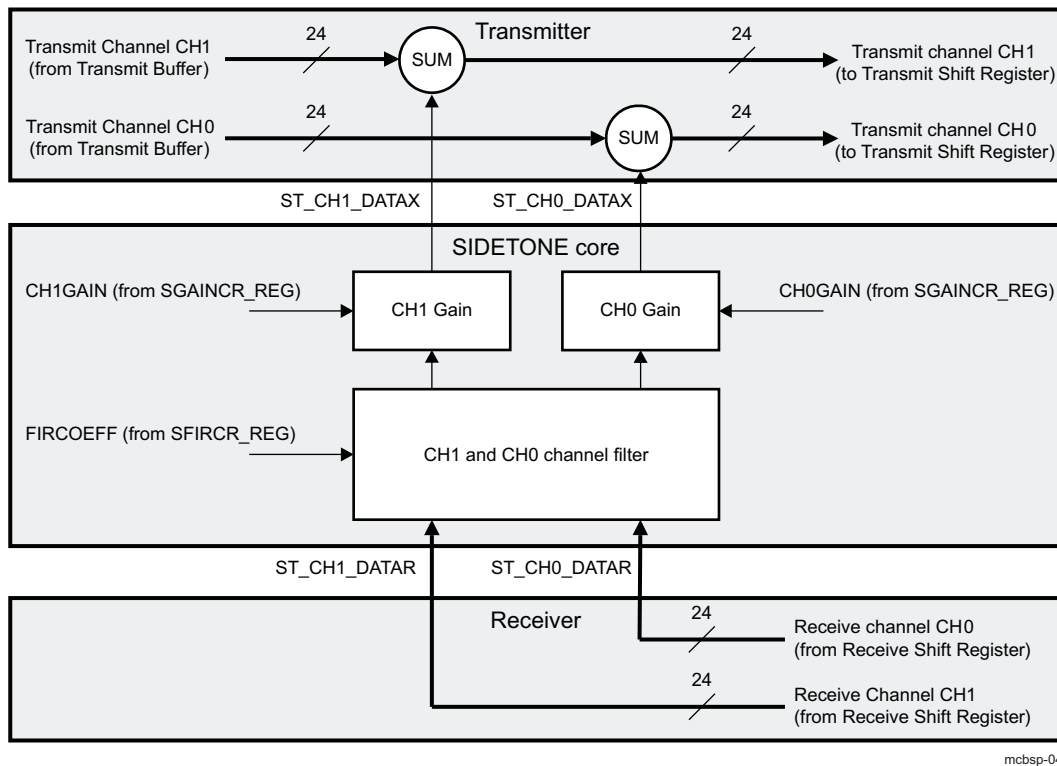 Transmitter
Transmit Channel CH1
(from Transmit Buffer)
24
SUM
24
Transmit channel CH1
(to Transmit Shift Register)
Transmit Channel CH0
(from Transmit Buffer)
24
SUM
24
Transmit channel CH0
(to Transmit Shift Register)
ST_CH1_DATAX
ST_CH0_DATAX
SIDETONE core
CH1GAIN (from SGAINCR_REG)
CH1 Gain
CH0 Gain
CH0GAIN (from SGAINCR_REG)
FIRCOEFF (from SFIRCR_REG)
CH1 and CH0 channel filter
ST_CH1_DATAR
ST_CH0_DATAR
Receiver
24
Receive channel CH0
(from Receive Shift Register)
24
Receive Channel CH1
(from Receive Shift Register)
mcbsp-04